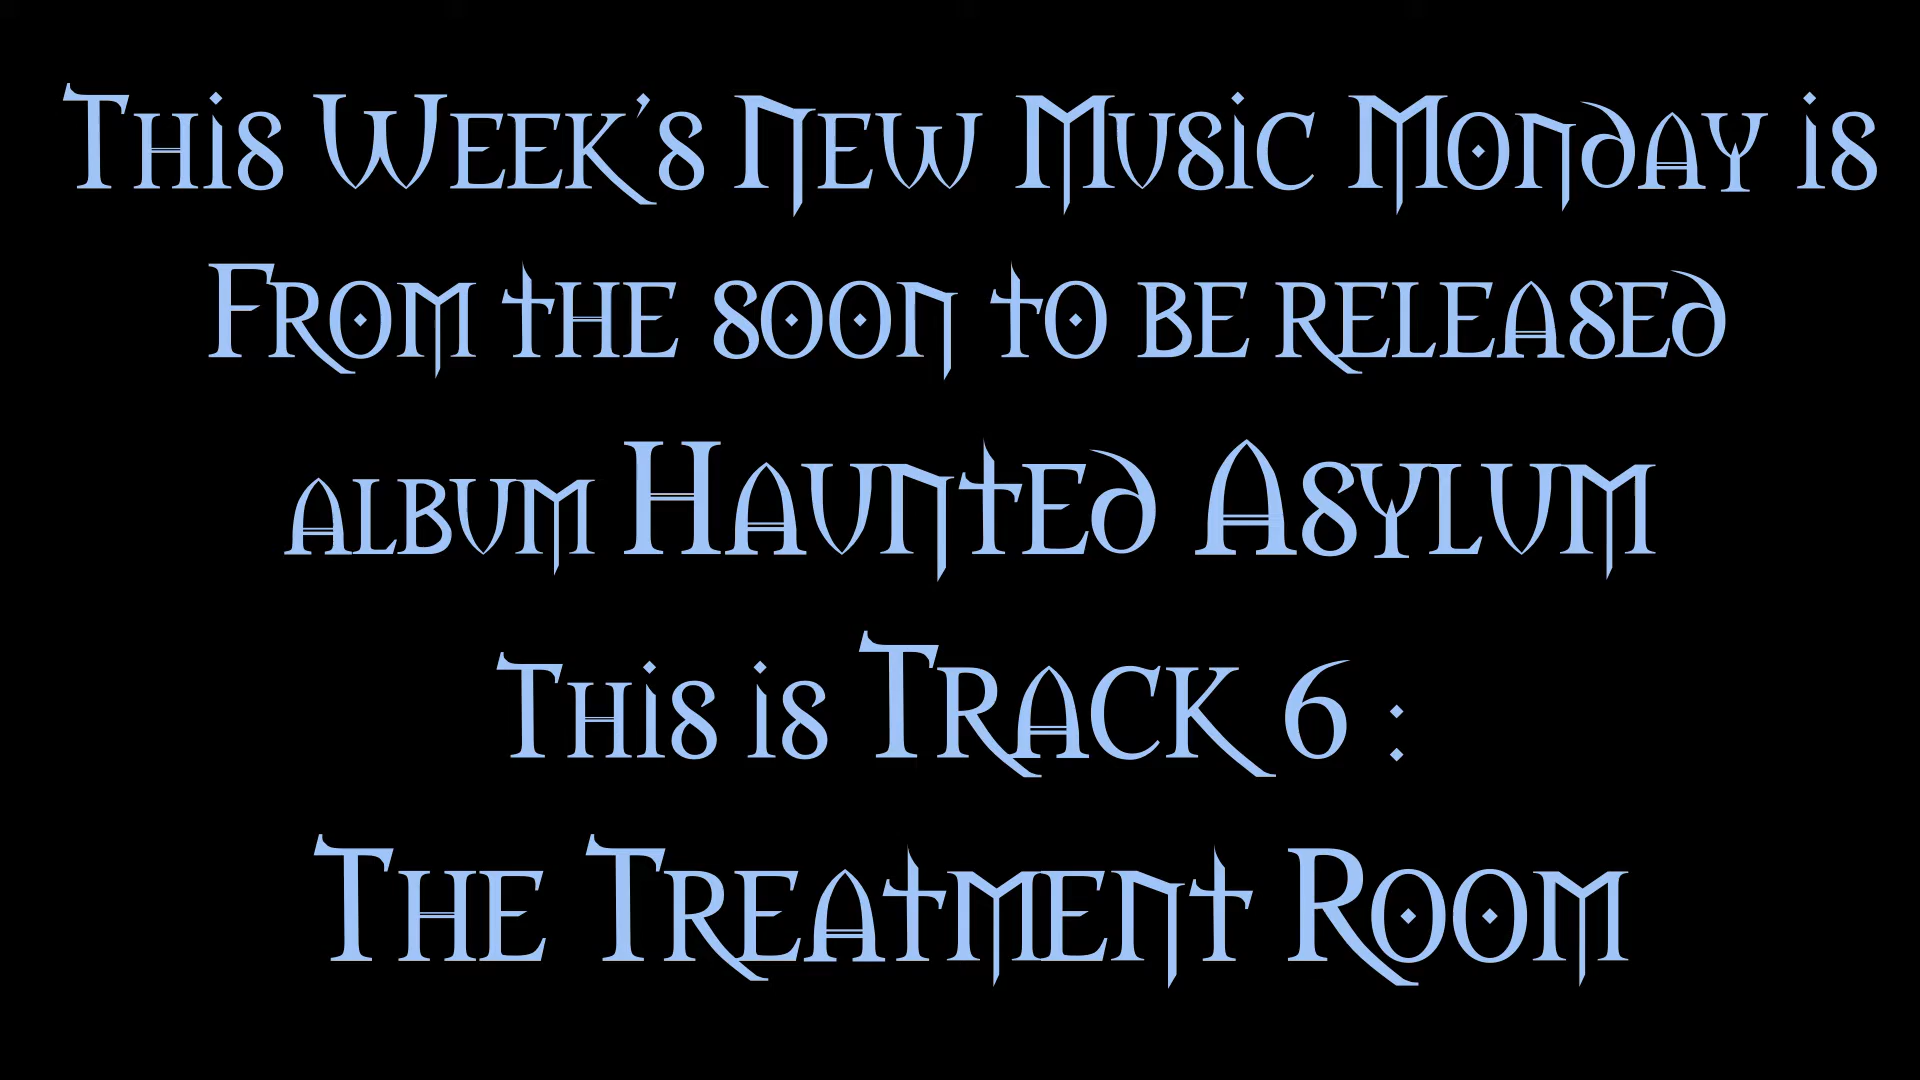 This Week's New Music Monday is
From the soon to be released
album Haunted Asylum
This is Track 6 :
The Treatment Room